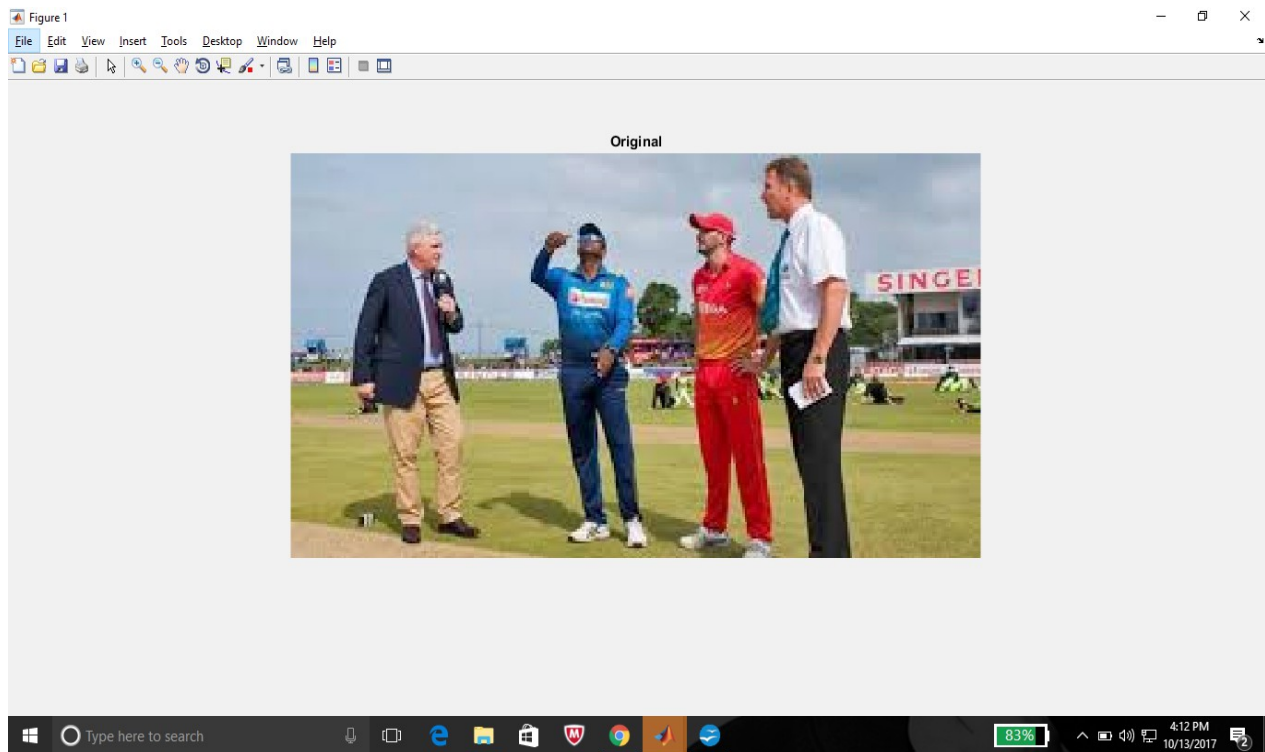 Figure 1
File Edit View Insert Tools Desktop Window Help
Original
SINGE
Type here to search
83%
4:12 PM
10/13/2017
2